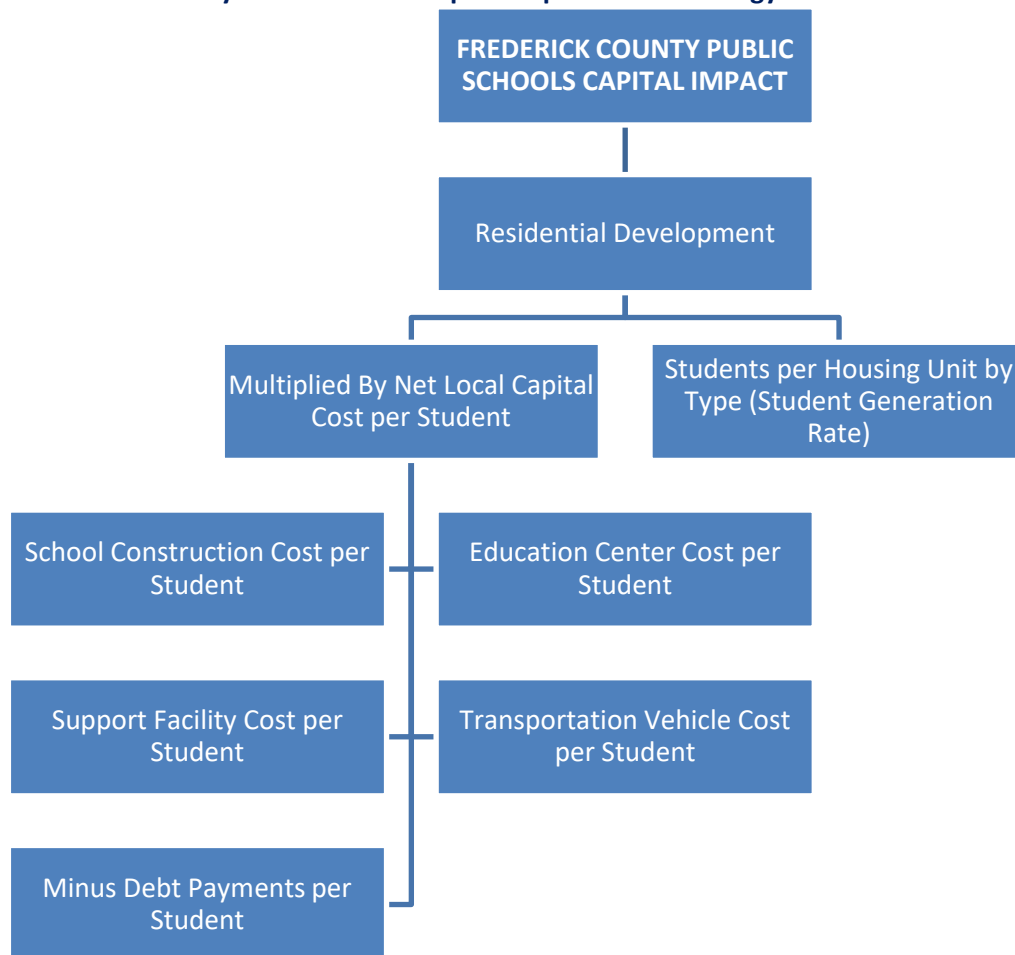 FREDERICK COUNTY PUBLIC
SCHOOLS CAPITAL IMPACT
Residential Development
Multiplied By Net Local Capital
Cost per Student
Students per Housing Unit by
Type (Student Generation
Rate)
School Construction Cost per
Student
Education Center Cost per
Student
Support Facility Cost per
Student
Transportation Vehicle Cost
per Student
Minus Debt Payments per
Student